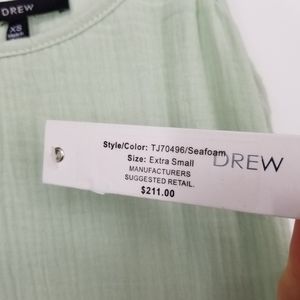 DREW
XS
Style/Color: TJ70496/Seafoam
Size: Extra Small
MANUFACTURERS
SUGGESTED RETAIL.
$211.00
DREW